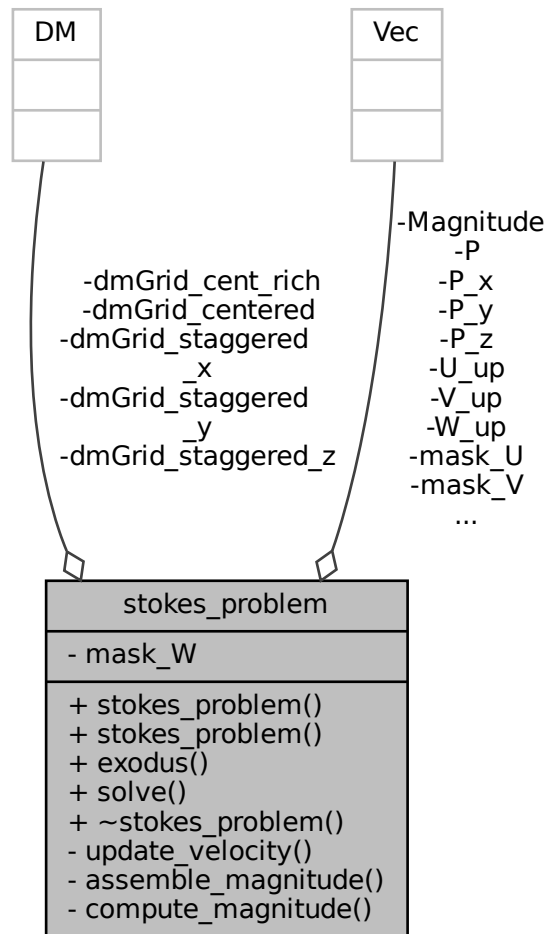 DM
Vec
-dmGrid_cent_rich
-dmGrid_centered
-dmGrid_staggered
_x
-dmGrid_staggered
_y
-dmGrid_staggered_z
-Magnitude
-P
-P_x
-P_y
-P_z
-U_up
-V_up
-W_up
-mask_U
-mask_V
...
stokes_problem
- mask_W
+ stokes_problem()
+ stokes_problem()
+ exodus()
+ solve()
+ ~stokes_problem()
- update_velocity()
- assemble_magnitude()
- compute_magnitude()